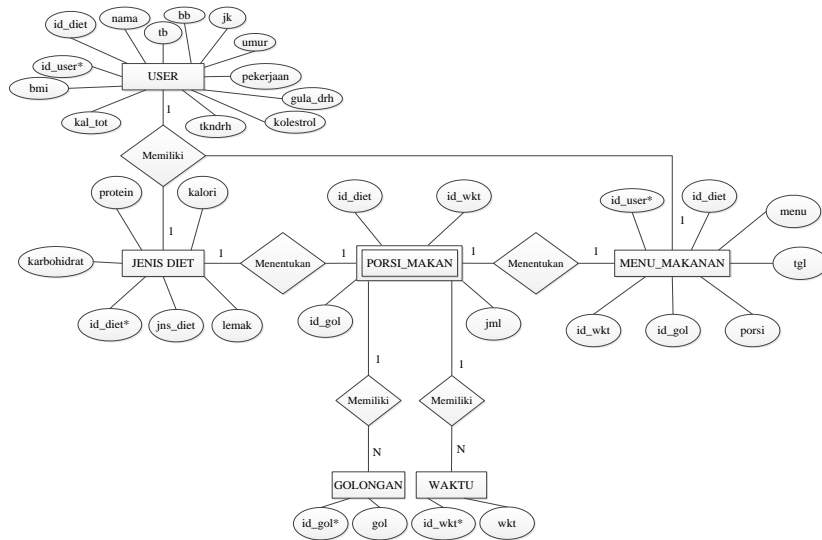 nama
bb
jk
id_diet
tb
umur
id_user*
USER
pekerjaan
bmi
gula_drh
kal_tot
tkndrh
kolestrol
1
Memiliki
protein
kalori
id_diet
id_wkt
id_user*
id_diet
menu
1
1
karbohidrat
JENIS DIET
1
Menentukan
1
PORSI_MAKAN
1
Menentukan
1
MENU_MAKANAN
tgl
id_diet*
jns_diet
lemak
id_gol
jml
id_wkt
id_gol
porsi
1
1
Memiliki
Memiliki
N
N
GOLONGAN
WAKTU
id_gol*
gol
id_wkt*
wkt